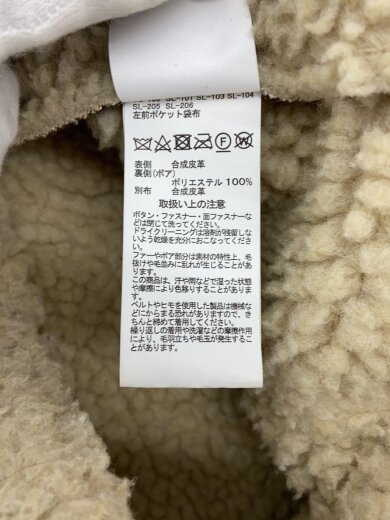 SL-100 SL-101 SL-103 SL-104
SL-205 SL-206
左前ポケット袋布
F W
表側 合成皮革
裏側(ボア)
ポリエステル 100%
別布 合成皮革
取扱い上の注意
ボタン・ファスナー・面ファスナーな
どは閉じて洗ってください。
ドライクリーニングは溶剤が残留し
ないよう乾燥を充分におこなってくださ
い。
ファーやボア部分は素材の特性上、毛
抜けや毛並みに乱れが生じることがあ
ります。
この商品は、汗や雨などで湿った状態
や摩擦により色移りすることがありま
す。
ベルトやヒモを使用した製品は機械な
どにからまる恐れがありますので、き
ちんと締めて着用してください。
繰り返しの着用や洗濯などの摩擦作用
により、毛羽立ちや毛玉が発生するこ
とがあります。